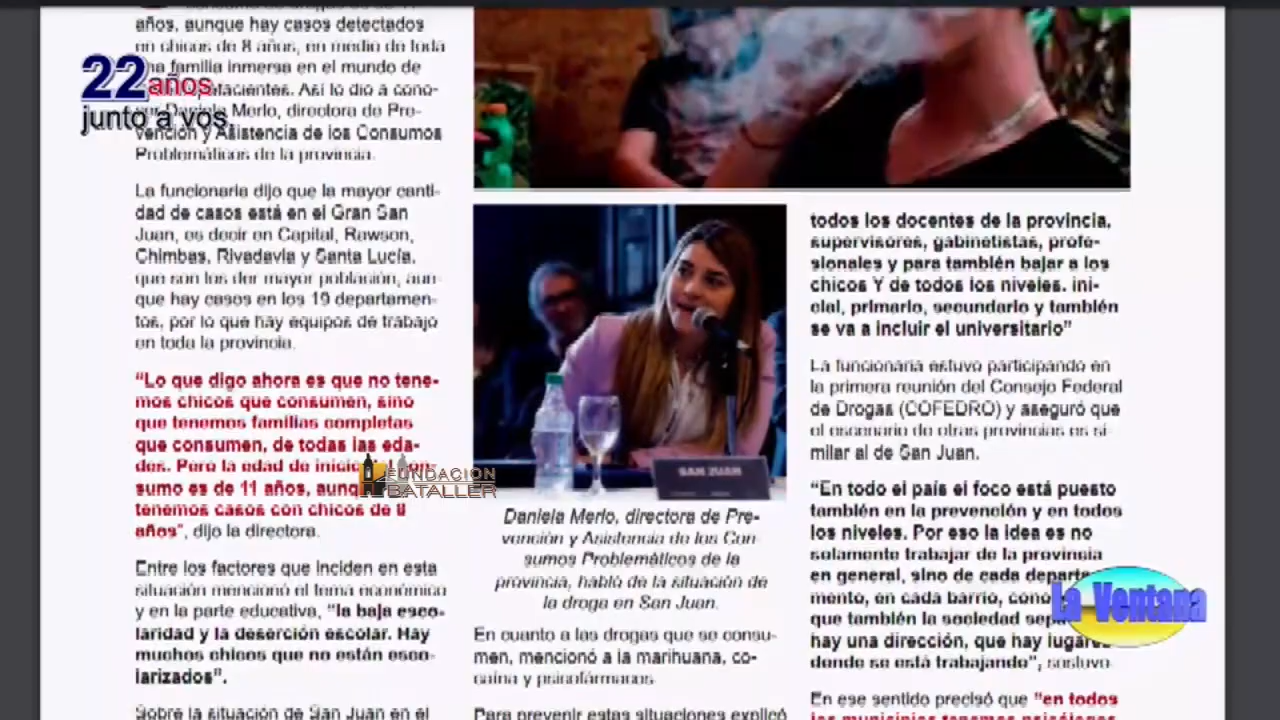 años, aunque hay casos detectados
en chicos de 8 años, en medio de toda
una familia inmersa en el mundo de
Así lo dio a cono-
Daniela Merlo, directora de Pre-
vención y Asistencia de los Consumos
Problemáticos de la provincia.
22 años
junto a vos
La funcionaria dijo que la mayor canti-
dad de casos está en el Gran San
Juan, es decir en Capital, Rawson,
Chimbas, Rivadavia y Santa Lucía,
que son los der mayor población, aun-
que hay casos en los 19 departamen-
tos, por lo que hay equipos de trabajo
en toda la provincia.
"Lo que digo ahora es que no tene-
mos chicos que consumen, sino
que tenemos familias completas
que consumen, de todas las eda-
des. Pero la edad de
sumo es de 11 años,
tenemos casos con chicos de 8
años", dijo la directora.
Entre los factores que inciden en esta
situación mencionó el tema económico
y en la parte educativa, "la baja esco-
laridad y la deserción escolar. Hay
muchos chicos que no están esco-
larizados".
Sobre la situación de San Juan en el
FUNDACION
BATALLER
SAN JUAN
Daniela Merlo, directora de Pre-
vención y Asistencia de los Con-
sumos Problemáticos de la
provincia, habló de la situación de
la droga en San Juan.
En cuanto a las drogas que se consu-
men, mencionó a la marihuana, co-
caína y psicofármacos.
Para prevenir estas situaciones explicó
todos los docentes de la provincia,
supervisores, gabinetistas, profe-
sionales y para también bajar a los
chicos Y de todos los niveles. ini-
cial, primario, secundario y también
se va a incluir el universitario"
La funcionaria estuvo participando en
la primera reunión del Consejo Federal
de Drogas (COFEDRO) y aseguró que
el escenario de otras provincias es si-
milar al de San Juan.
"En todo el país el foco está puesto
también en la prevención y en todos
los niveles. Por eso la idea es no
solamente trabajar de la provincia
en general, sino de cada
mento, en cada barrio,
que también la sociedad
hay una dirección, que hay
donde se está trabajando", sostuvo.
La Ventana
En ese sentido precisó que "en todos
los municipios tenemos psicólogos